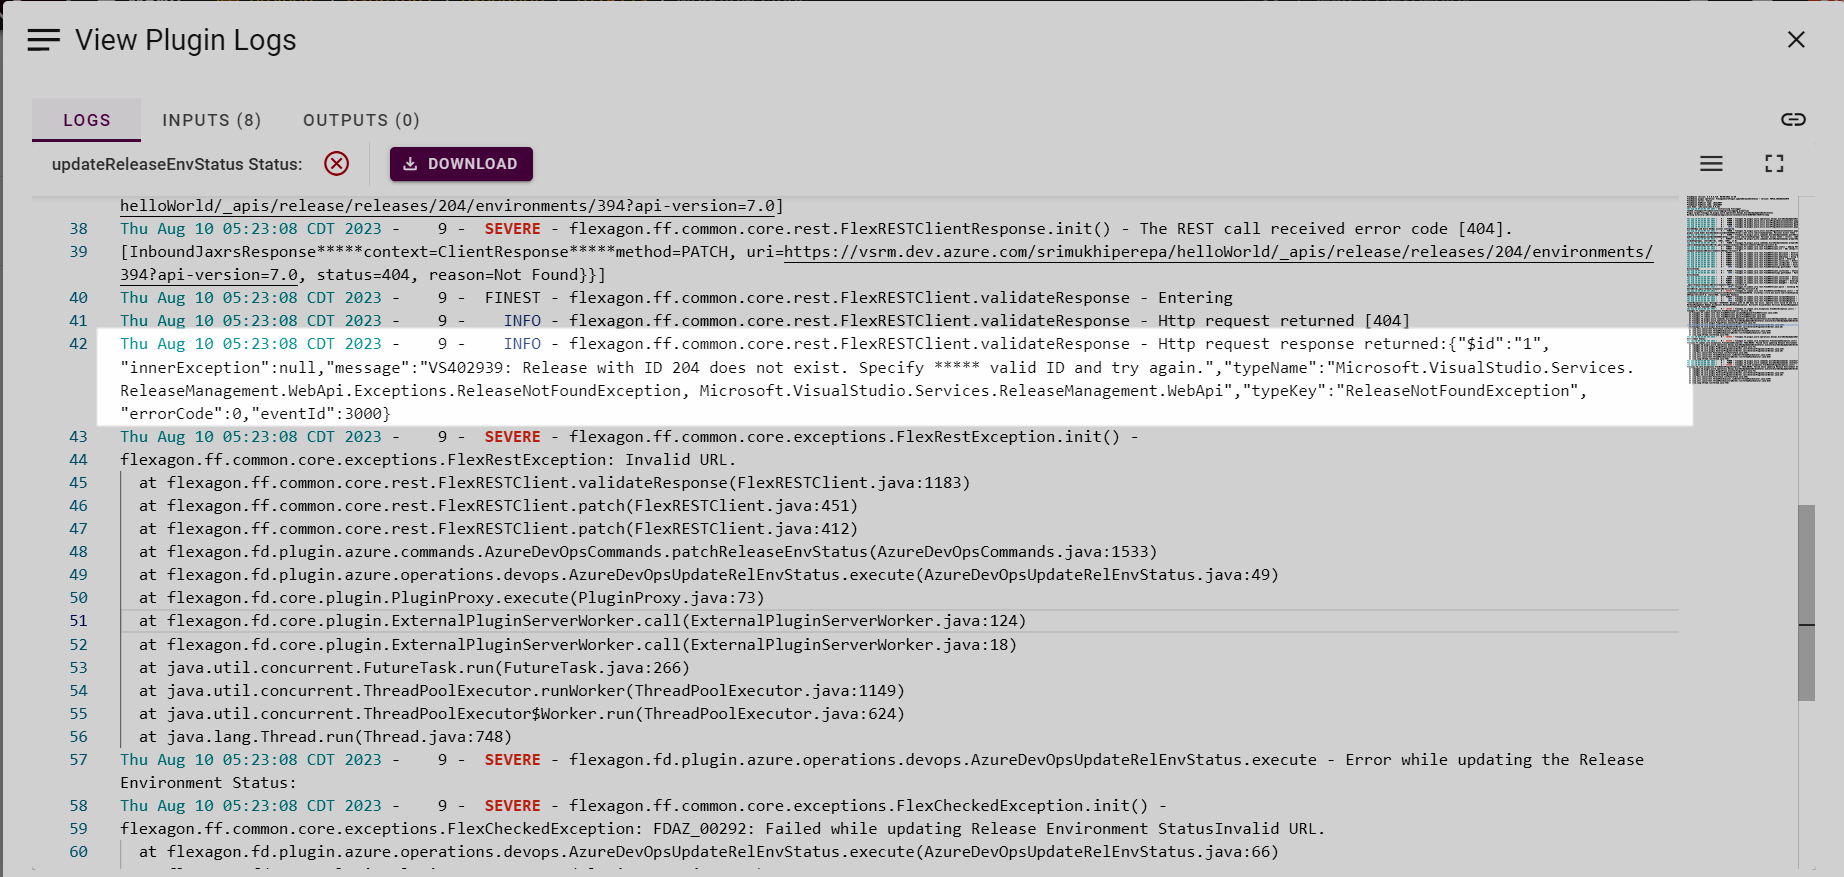 View Plugin Logs
LOGS INPUTS (8) OUTPUTS (0)
updateReleaseEnvStatus Status: DOWNLOAD
helloWorld/_apis/release/releases/204/environments/394?api-version=7.0]
38 Thu Aug 10 05:23:08 CDT 2023 - 9 - SEVERE - flexagon.ff.common.core.rest.FlexRESTClientResponse.init() - The REST call received error code [404].
39 [InboundJaxrsResponse*****context=ClientResponse*****method=PATCH, uri=https://vsrm.dev.azure.com/srimukhiperepa/helloWorld/_apis/release/releases/204/environments/
394?api-version=7.0, status=404, reason=Not Found}}]
40 Thu Aug 10 05:23:08 CDT 2023 - 9 - FINEST - flexagon.ff.common.core.rest.FlexRESTClient.validateResponse - Entering
41 Thu Aug 10 05:23:08 CDT 2023 - 9 - INFO - flexagon.ff.common.core.rest.FlexRESTClient.validateResponse - Http request returned [404]
42 Thu Aug 10 05:23:08 CDT 2023 - 9 - INFO - flexagon.ff.common.core.rest.FlexRESTClient.validateResponse - Http request response returned:{"$id":"1",
"innerException":null,"message":"VS402939: Release with ID 204 does not exist. Specify ***** valid ID and try again.","typeName":"Microsoft.VisualStudio.Services.
ReleaseManagement.WebApi.Exceptions.ReleaseNotFoundException, Microsoft.VisualStudio.Services.ReleaseManagement.WebApi","typeKey":"ReleaseNotFoundException",
"errorCode":0,"eventId":3000}
43 Thu Aug 10 05:23:08 CDT 2023 - 9 - SEVERE - flexagon.ff.common.core.exceptions.FlexRestException.init() -
44 flexagon.ff.common.core.exceptions.FlexRestException: Invalid URL.
45 at flexagon.ff.common.core.rest.FlexRESTClient.validateResponse(FlexRESTClient.java:1183)
46 at flexagon.ff.common.core.rest.FlexRESTClient.patch(FlexRESTClient.java:451)
47 at flexagon.ff.common.core.rest.FlexRESTClient.patch(FlexRESTClient.java:412)
48 at flexagon.fd.plugin.azure.commands.AzureDevOpsCommands.patchReleaseEnvStatus(AzureDevOpsCommands.java:1533)
49 at flexagon.fd.plugin.azure.operations.devops.AzureDevOpsUpdateRelEnvStatus.execute(AzureDevOpsUpdateRelEnvStatus.java:49)
50 at flexagon.fd.core.plugin.PluginProxy.execute(PluginProxy.java:73)
51 at flexagon.fd.core.plugin.ExternalPluginServerWorker.call(ExternalPluginServerWorker.java:124)
52 at flexagon.fd.core.plugin.ExternalPluginServerWorker.call(ExternalPluginServerWorker.java:18)
53 at java.util.concurrent.FutureTask.run(FutureTask.java:266)
54 at java.util.concurrent.ThreadPoolExecutor.runWorker(ThreadPoolExecutor.java:1149)
55 at java.util.concurrent.ThreadPoolExecutor$Worker.run(ThreadPoolExecutor.java:624)
56 at java.lang.Thread.run(Thread.java:748)
57 Thu Aug 10 05:23:08 CDT 2023 - 9 - SEVERE - flexagon.fd.plugin.azure.operations.devops.AzureDevOpsUpdateRelEnvStatus.execute - Error while updating the Release
Environment Status:
58 Thu Aug 10 05:23:08 CDT 2023 - 9 - SEVERE - flexagon.ff.common.core.exceptions.FlexCheckedException.init() -
59 flexagon.ff.common.core.exceptions.FlexCheckedException: FDAZ_00292: Failed while updating Release Environment StatusInvalid URL.
60 at flexagon.fd.plugin.azure.operations.devops.AzureDevOpsUpdateRelEnvStatus.execute(AzureDevOpsUpdateRelEnvStatus.java:66)